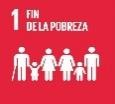 1 FIN
DE LA POBREZA